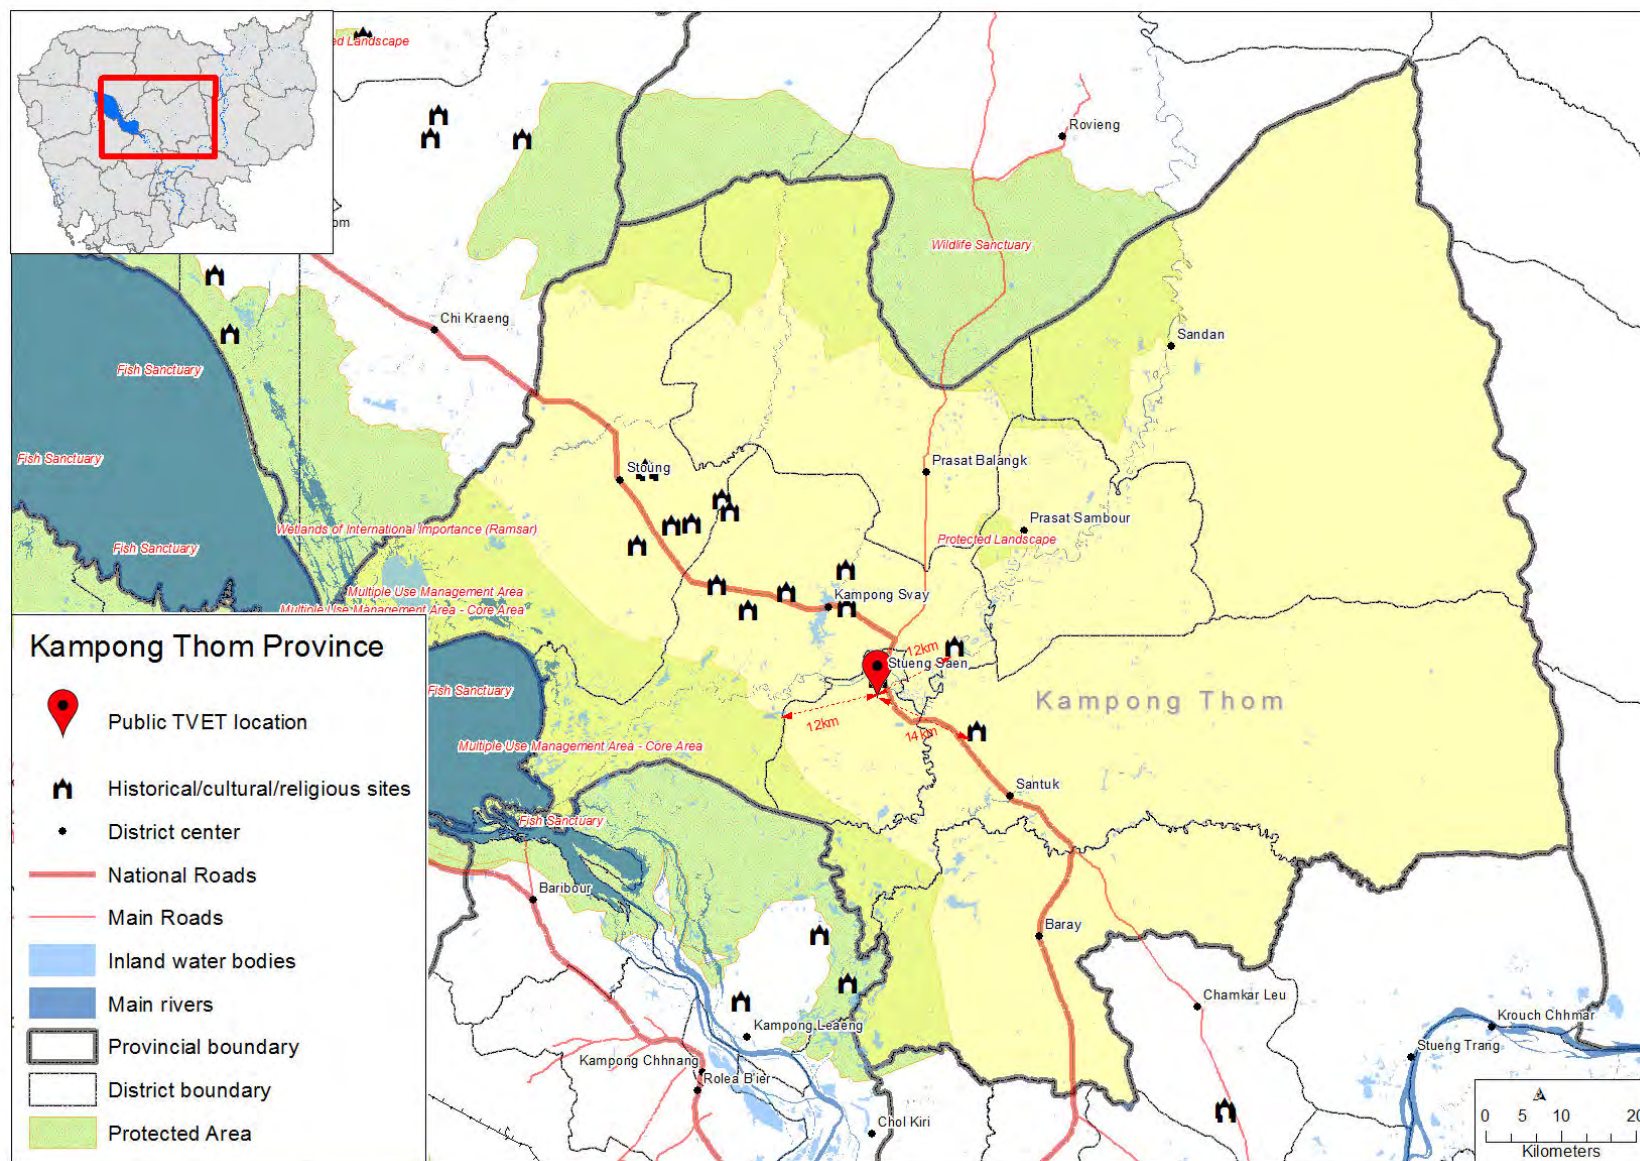 ed Landscape
om
Rovieng
Wildlife Sanctuary
Chi Kraeng
Sandan
Fish Sanctuary
Fish Sanctuary
Stoung
Prasat Balangk
Wetlands of International Importance (Ramsar)
Prasat Sambour
Fish Sanctuary
Protected Landscape
Multiple Use Management Area
Multiple Use Management Area - Core Area
Kampong Svay
12km
Stueng Saen
Fish Sanctuary
Kampong Thom
12km
14km
Multiple Use Management Area - Core Area
Santuk
Fish Sanctuary
Baribour
Baray
Chamkar Leu
Krouch Chhmar
Kampong Leaeng
Stueng Trang
Kampong Chhnang
Rolea B'ier
Chol Kiri
Kampong Thom Province
Public TVET location
Historical/cultural/religious sites
District center
National Roads
Main Roads
Inland water bodies
Main rivers
Provincial boundary
District boundary
Protected Area
0 5 10 20
Kilometers